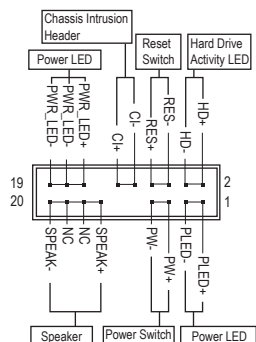 Chassis Intrusion
Header
Reset
Switch
Hard Drive
Activity LED
Power LED
PWR_LED-
PWR_LED-
PWR_LED+
CI+
CI-
RES+
RES-
HD-
HD+
19
2
20
1
SPEAK-
NC
NC
SPEAK+
PW-
PW+
PLED-
PLED+
Speaker
Power Switch
Power LED